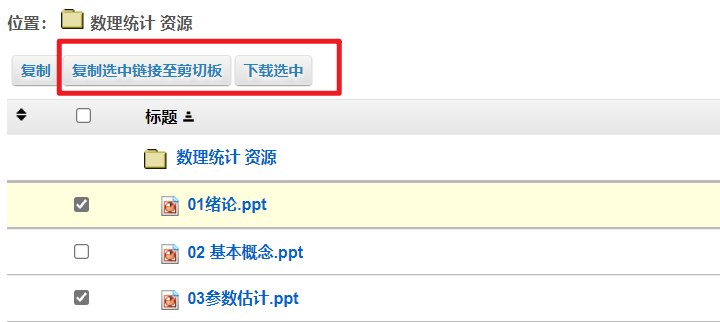 位置： 数理统计 资源
复制 复制选中链接至剪切板 下载选中
标题
数理统计 资源
01绪论.ppt
02 基本概念.ppt
03参数估计.ppt